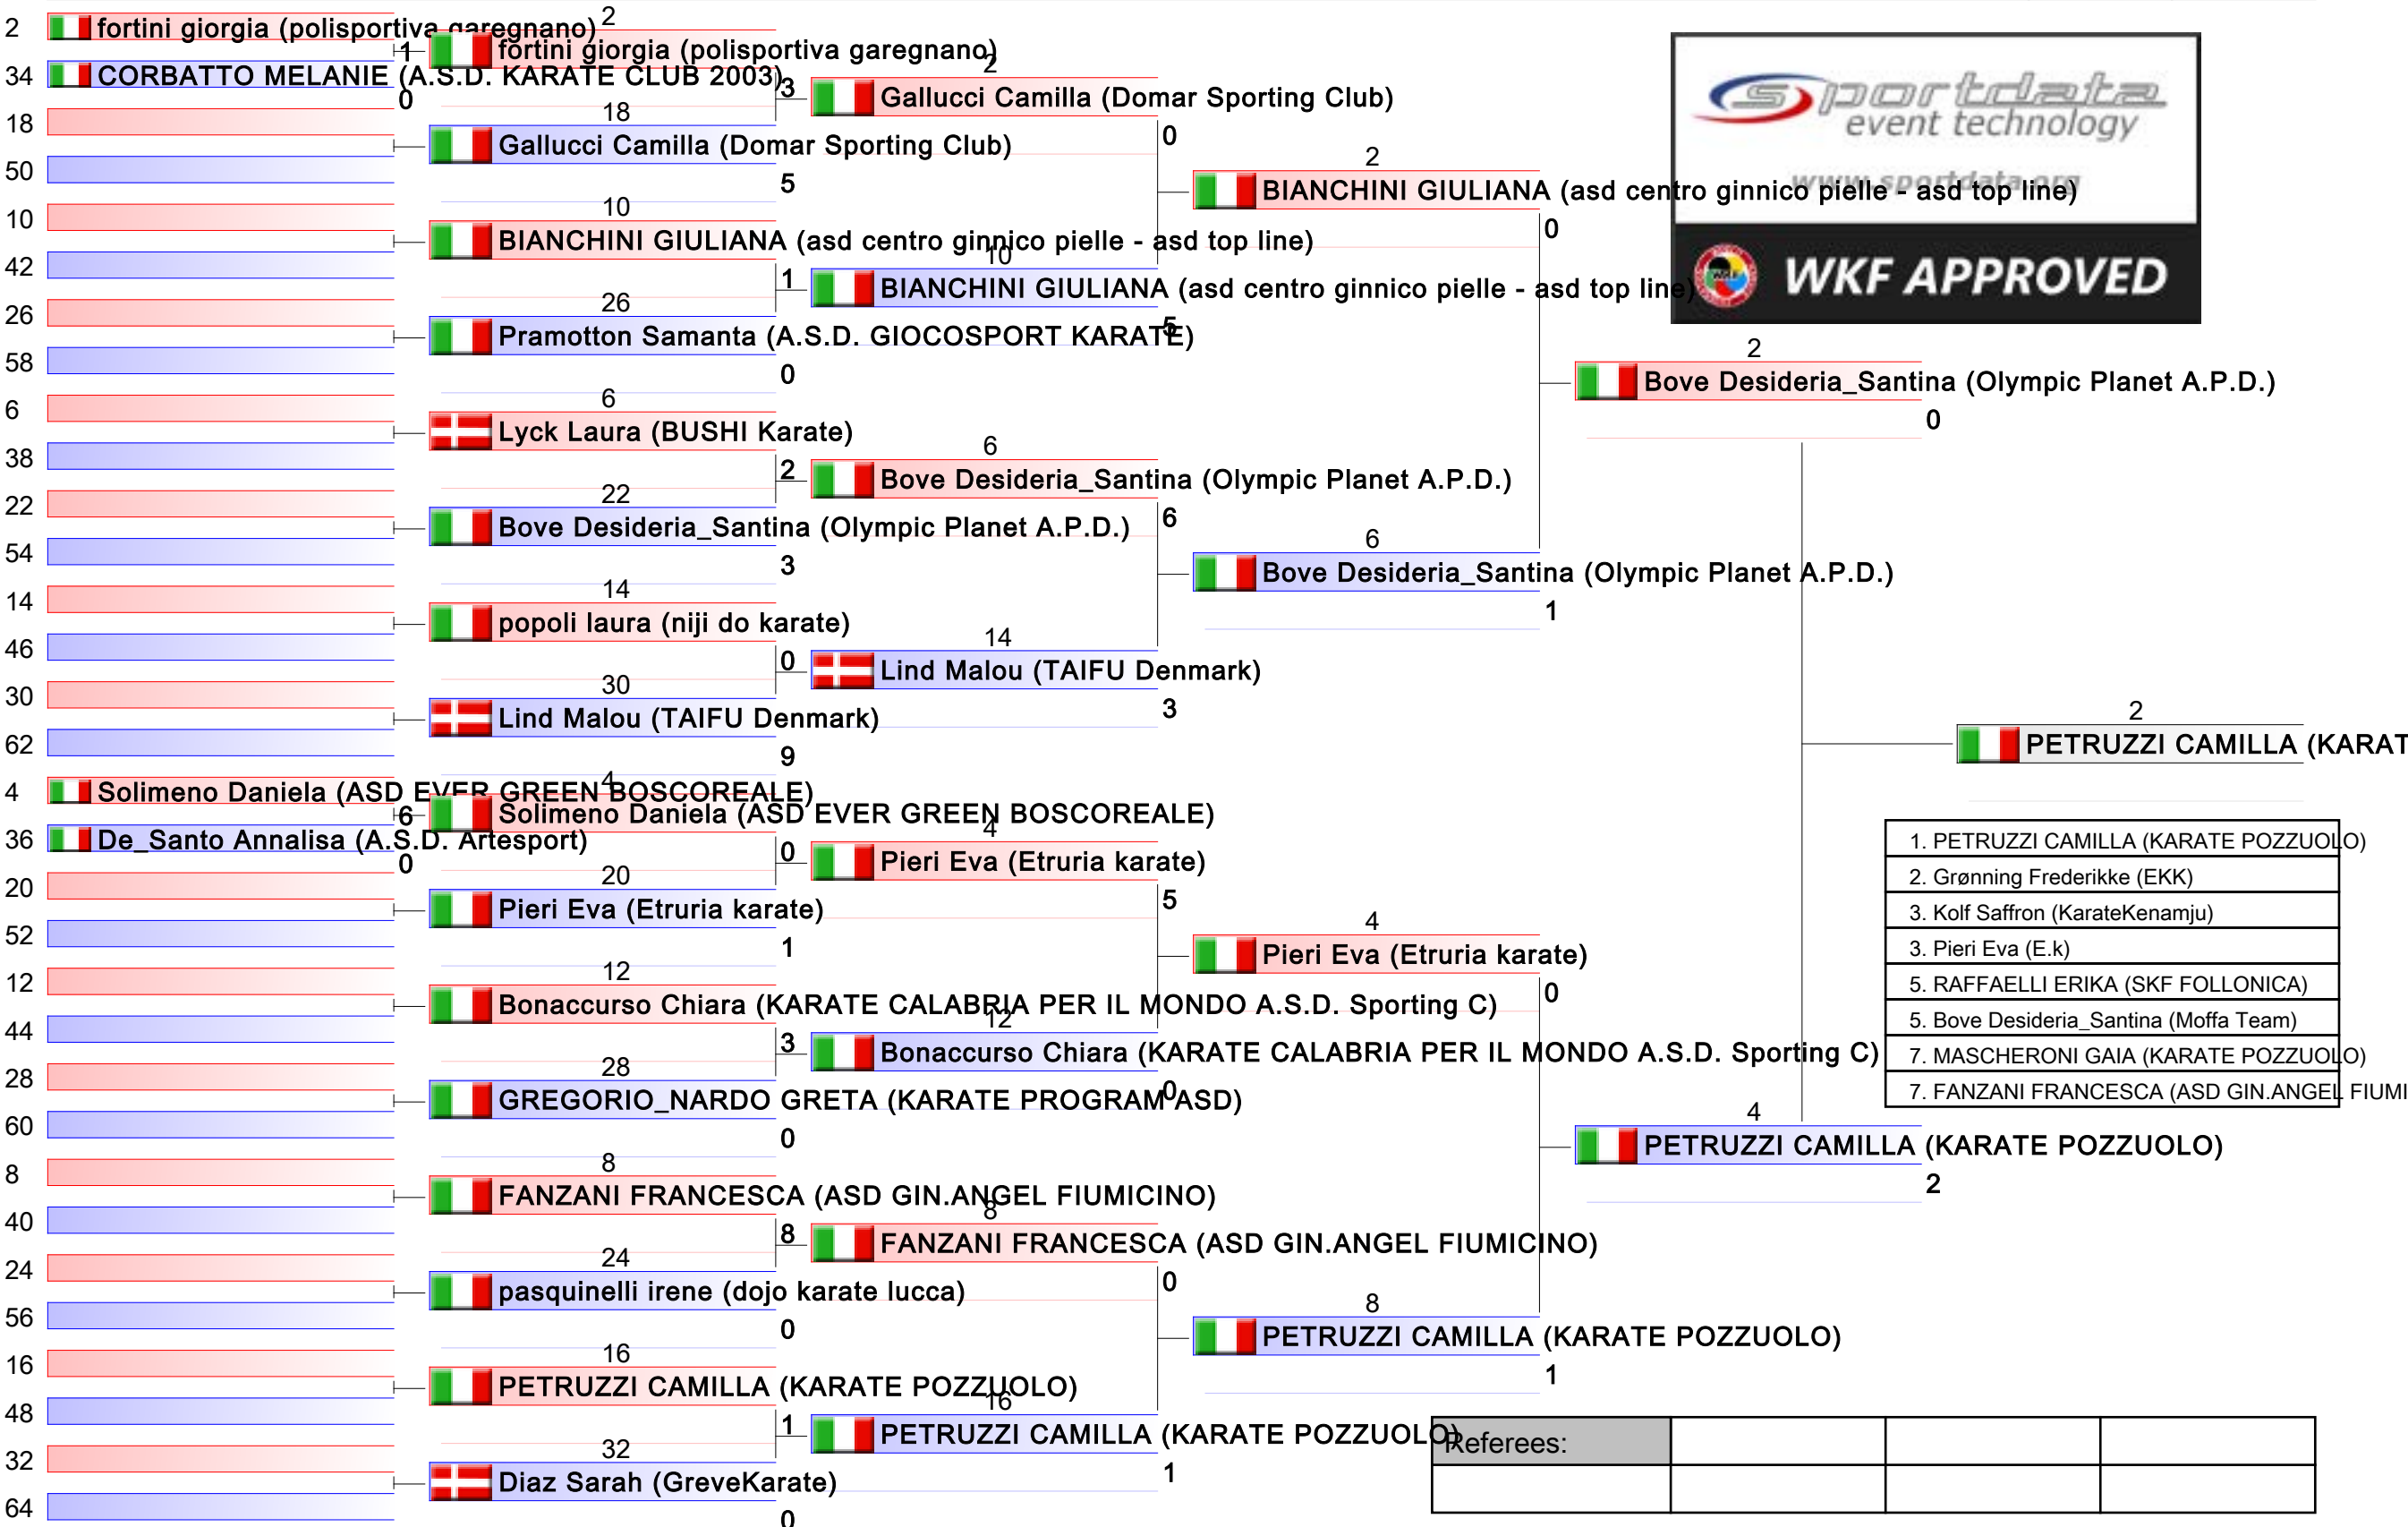 2 fortini giorgia (polisportiva garegnano)
1
34 CORBATTO MELANIE (A.S.D. KARATE CLUB 2003)
0
18
50
10
42
26
58
6
38
22
54
14
46
30
62
4 Solimeno Daniela (ASD EVER GREEN BOSCOREALE)
6
36 De_Santo Annalisa (A.S.D. Artesport)
0
20
52
12
44
28
60
8
40
24
56
16
48
32
64
2
fortini giorgia (polisportiva garegnano)
3
18
Gallucci Camilla (Domar Sporting Club)
5
10
BIANCHINI GIULIANA (asd centro ginnico pielle - asd top line)
1
26
Pramotton Samanta (A.S.D. GIOCOSPORT KARATE)
0
6
Lyck Laura (BUSHI Karate)
2
22
Bove Desideria_Santina (Olympic Planet A.P.D.)
3
14
popoli laura (niji do karate)
0
30
Lind Malou (TAIFU Denmark)
9
4
Solimeno Daniela (ASD EVER GREEN BOSCOREALE)
0
20
Pieri Eva (Etruria karate)
1
12
Bonaccurso Chiara (KARATE CALABRIA PER IL MONDO A.S.D. Sporting C)
3
28
GREGORIO_NARDO GRETA (KARATE PROGRAM ASD)
0
8
FANZANI FRANCESCA (ASD GIN.ANGEL FIUMICINO)
8
24
pasquinelli irene (dojo karate lucca)
0
16
PETRUZZI CAMILLA (KARATE POZZUOLO)
1
32
Diaz Sarah (GreveKarate)
0
2
Gallucci Camilla (Domar Sporting Club)
0
10
BIANCHINI GIULIANA (asd centro ginnico pielle - asd top line)
5
6
Bove Desideria_Santina (Olympic Planet A.P.D.)
6
14
Lind Malou (TAIFU Denmark)
3
4
Pieri Eva (Etruria karate)
5
12
Bonaccurso Chiara (KARATE CALABRIA PER IL MONDO A.S.D. Sporting C)
0
8
FANZANI FRANCESCA (ASD GIN.ANGEL FIUMICINO)
0
16
PETRUZZI CAMILLA (KARATE POZZUOLO)
1
2
BIANCHINI GIULIANA (asd centro ginnico pielle - asd top line)
0
6
Bove Desideria_Santina (Olympic Planet A.P.D.)
1
4
Pieri Eva (Etruria karate)
0
8
PETRUZZI CAMILLA (KARATE POZZUOLO)
1
sportdata
event technology
www.sportdata.org
WKF APPROVED
2
Bove Desideria_Santina (Olympic Planet A.P.D.)
0
4
PETRUZZI CAMILLA (KARATE POZZUOLO)
2
2
PETRUZZI CAMILLA (KARAT
1. PETRUZZI CAMILLA (KARATE POZZUOLO)
2. Grønning Frederikke (EKK)
3. Kolf Saffron (KarateKenamju)
3. Pieri Eva (E.k)
5. RAFFAELLI ERIKA (SKF FOLLONICA)
5. Bove Desideria_Santina (Moffa Team)
7. MASCHERONI GAIA (KARATE POZZUOLO)
7. FANZANI FRANCESCA (ASD GIN.ANGEL FIUMI
Referees: